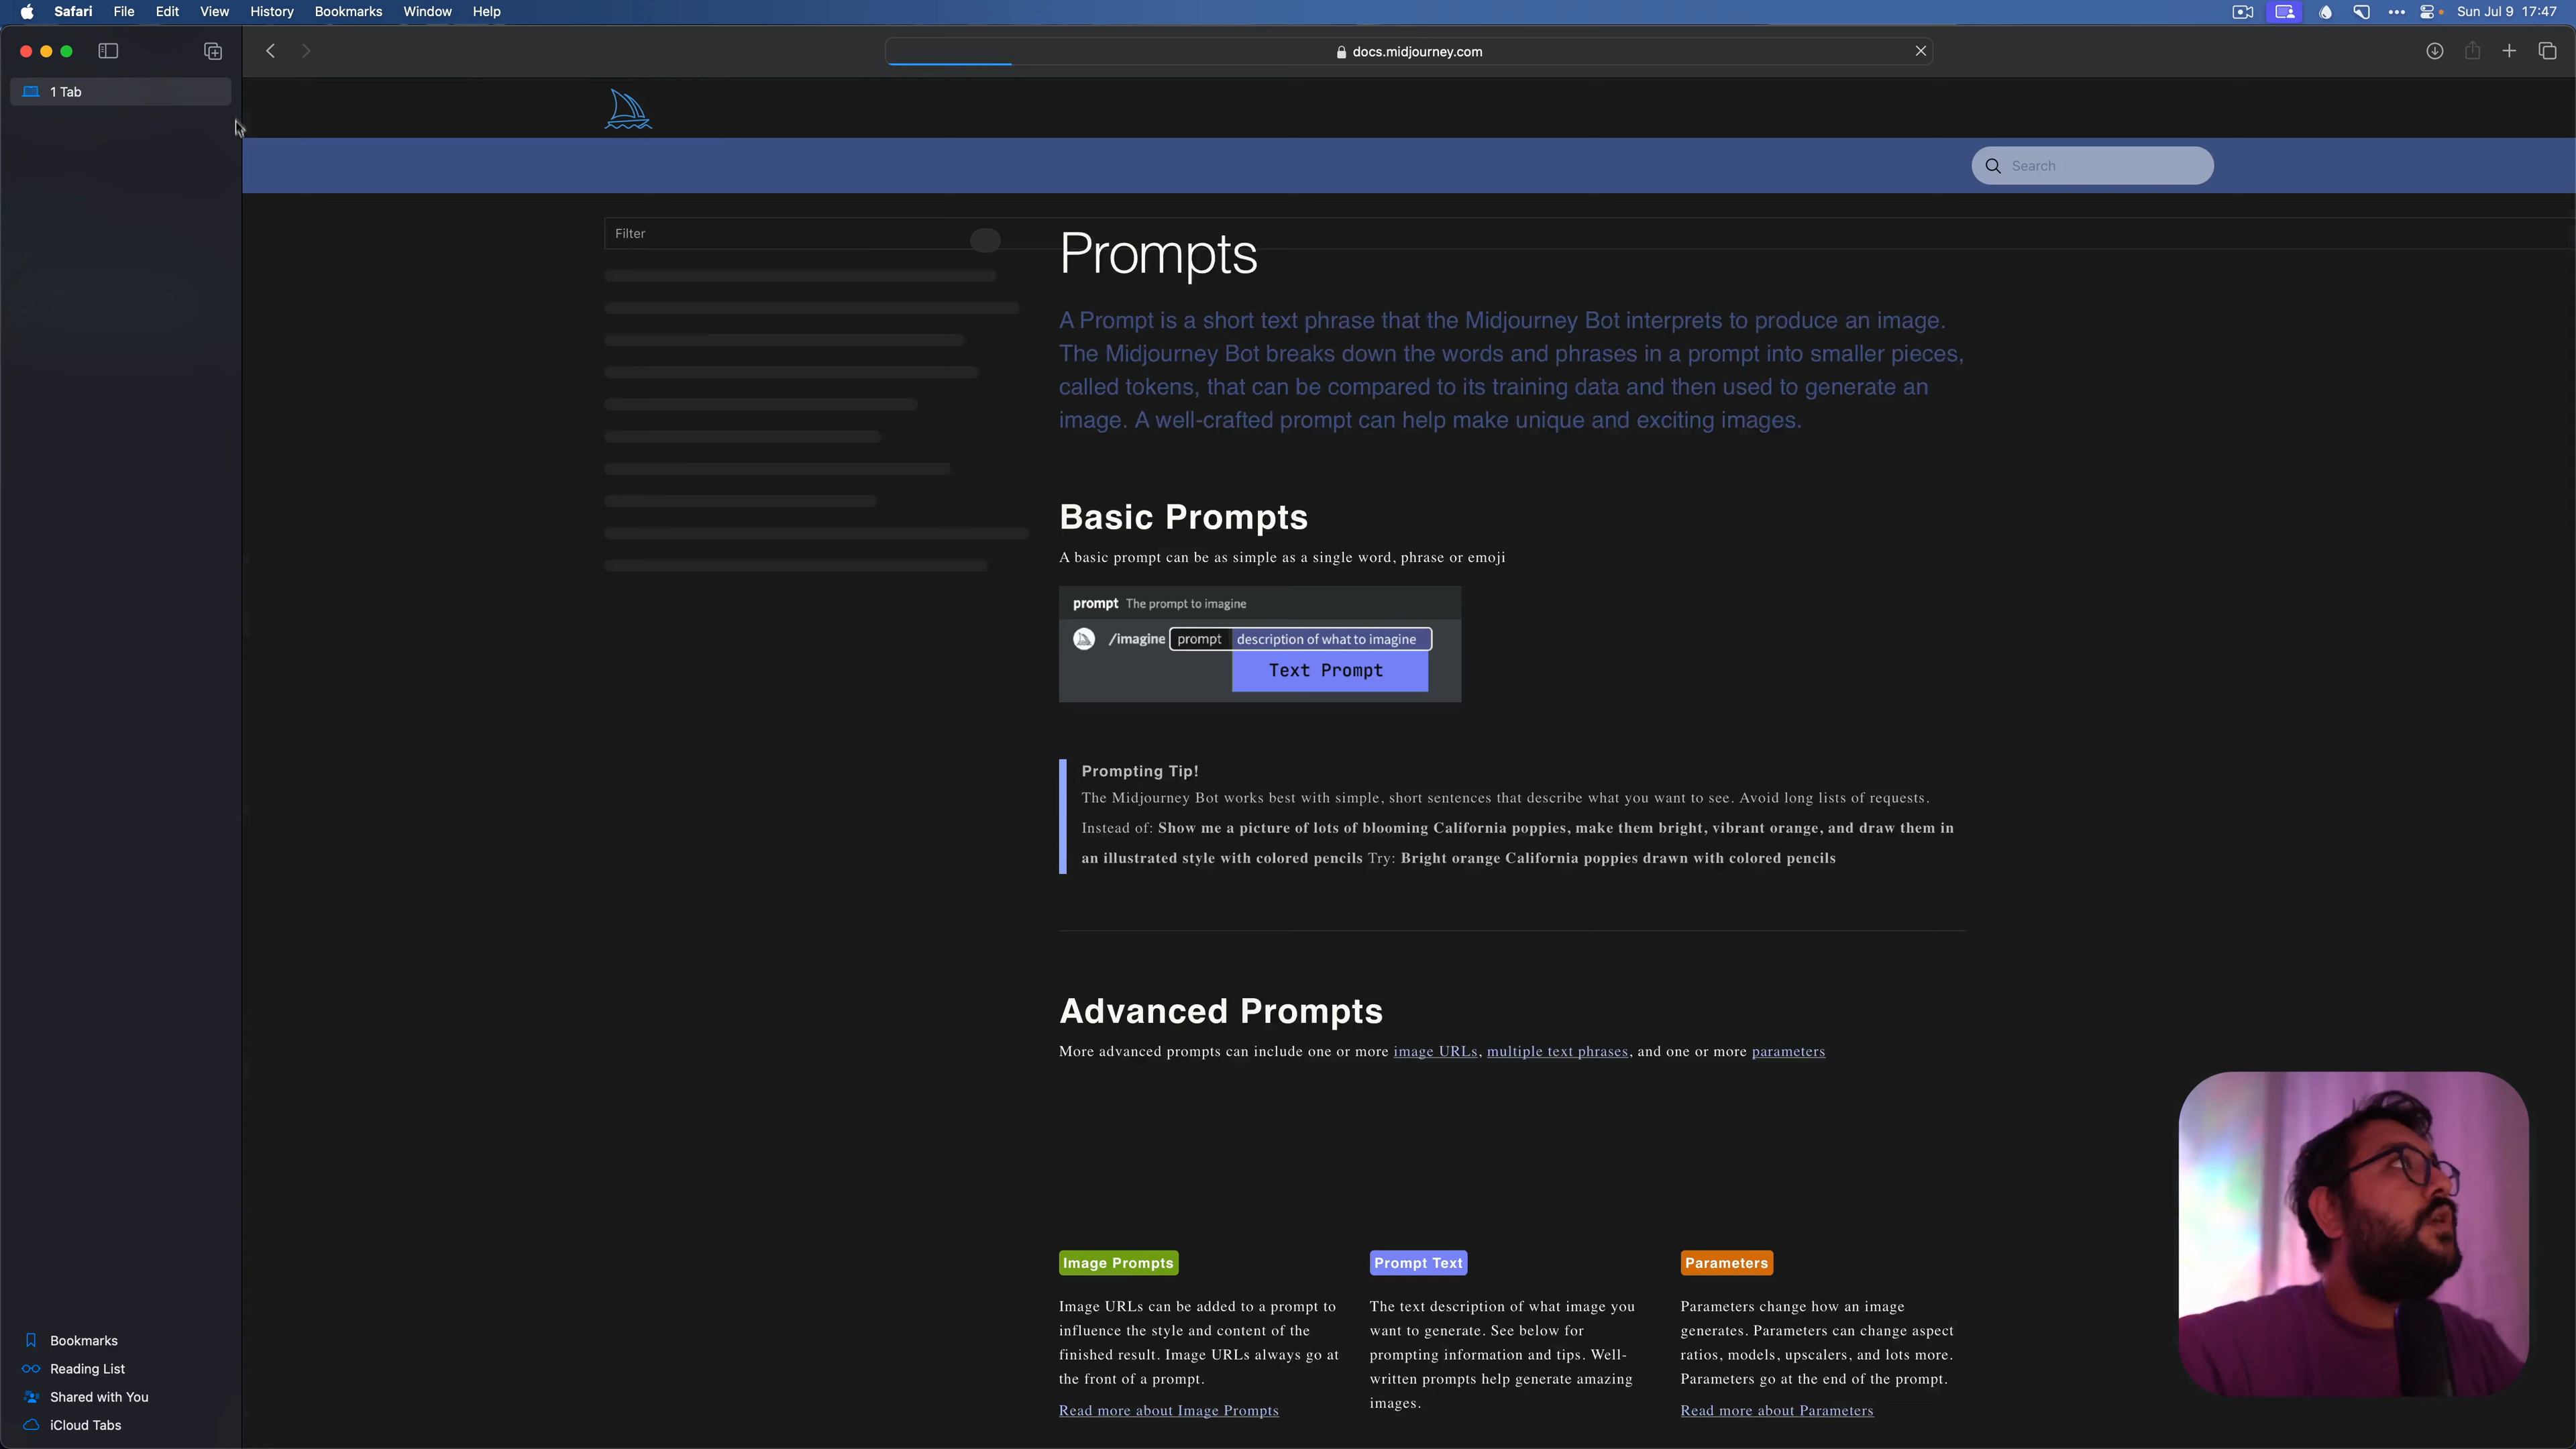 Safari File Edit View History Bookmarks Window Help
Sun Jul 9 17:47
docs.midjourney.com
1 Tab
Search
Filter
Prompts
A Prompt is a short text phrase that the Midjourney Bot interprets to produce an image.
The Midjourney Bot breaks down the words and phrases in a prompt into smaller pieces,
called tokens, that can be compared to its training data and then used to generate an
image. A well-crafted prompt can help make unique and exciting images.
Basic Prompts
A basic prompt can be as simple as a single word, phrase or emoji
prompt The prompt to imagine
/imagine prompt description of what to imagine
Text Prompt
Prompting Tip!
The Midjourney Bot works best with simple, short sentences that describe what you want to see. Avoid long lists of requests.
Instead of: Show me a picture of lots of blooming California poppies, make them bright, vibrant orange, and draw them in
an illustrated style with colored pencils Try: Bright orange California poppies drawn with colored pencils
Advanced Prompts
More advanced prompts can include one or more image URLs, multiple text phrases, and one or more parameters
Image Prompts
Image URLs can be added to a prompt to
influence the style and content of the
finished result. Image URLs always go at
the front of a prompt.
Read more about Image Prompts
Prompt Text
The text description of what image you
want to generate. See below for
prompting information and tips. Well-
written prompts help generate amazing
images.
Parameters
Parameters change how an image
generates. Parameters can change aspect
ratios, models, upscalers, and lots more.
Parameters go at the end of the prompt.
Read more about Parameters
Bookmarks
Reading List
Shared with You
iCloud Tabs